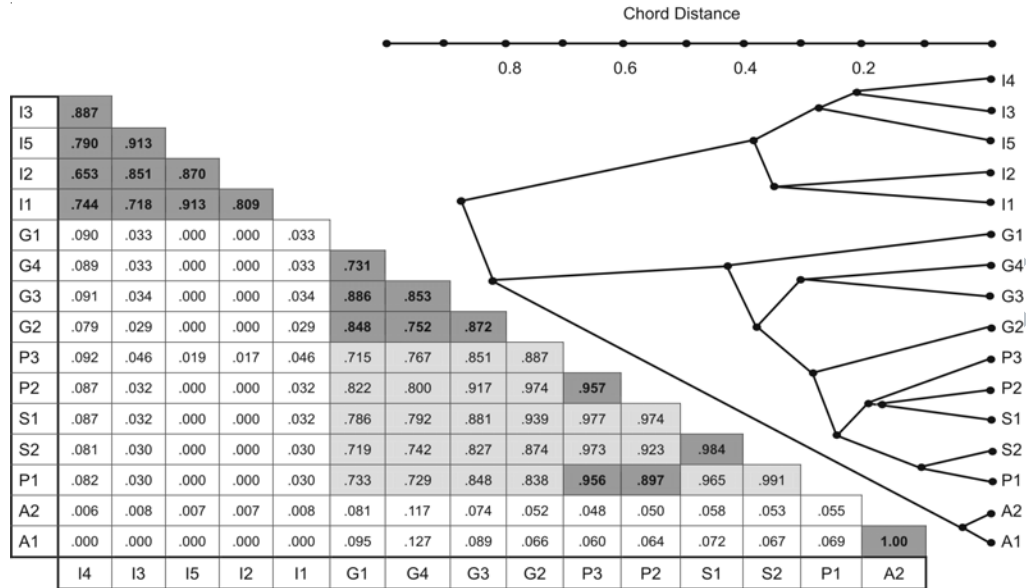 Chord Distance
0.8 0.6 0.4 0.2
I4
I3
I5
I2
I1
G1
G4
G3
G2
P3
P2
S1
S2
P1
A2
A1
I3 .887
I5 .790 .913
I2 .653 .851 .870
I1 .744 .718 .913 .809
G1 .090 .033 .000 .000 .033
G4 .089 .033 .000 .000 .033 .731
G3 .091 .034 .000 .000 .034 .886 .853
G2 .079 .029 .000 .000 .029 .848 .752 .872
P3 .092 .046 .019 .017 .046 .715 .767 .851 .887
P2 .087 .032 .000 .000 .032 .822 .800 .917 .974 .957
S1 .087 .032 .000 .000 .032 .786 .792 .881 .939 .977 .974
S2 .081 .030 .000 .000 .030 .719 .742 .827 .874 .973 .923 .984
P1 .082 .030 .000 .000 .030 .733 .729 .848 .838 .956 .897 .965 .991
A2 .006 .008 .007 .007 .008 .081 .117 .074 .052 .048 .050 .058 .053 .055
A1 .000 .000 .000 .000 .000 .095 .127 .089 .066 .060 .064 .072 .067 .069 1.00
I4 I3 I5 I2 I1 G1 G4 G3 G2 P3 P2 S1 S2 P1 A2